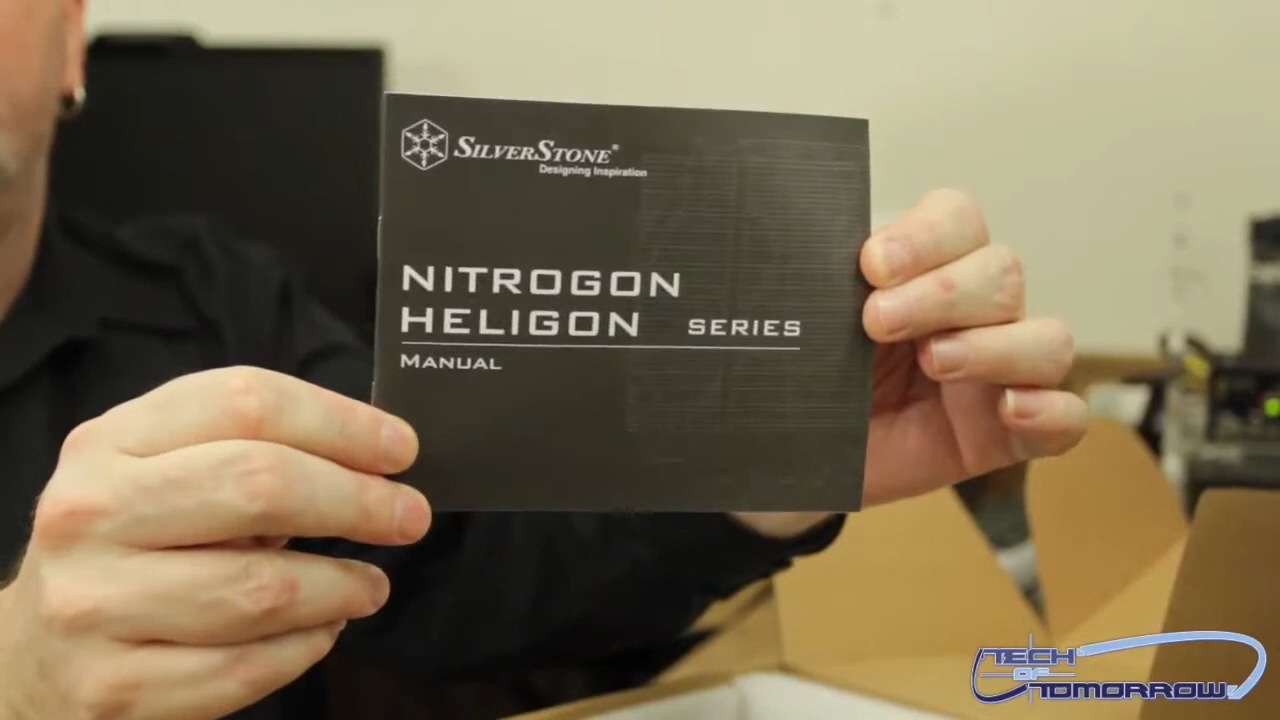 SILVERSTONE®
Designing Inspiration
NITROGON
HELIGON SERIES
MANUAL
TECH
OF
TOMORROW